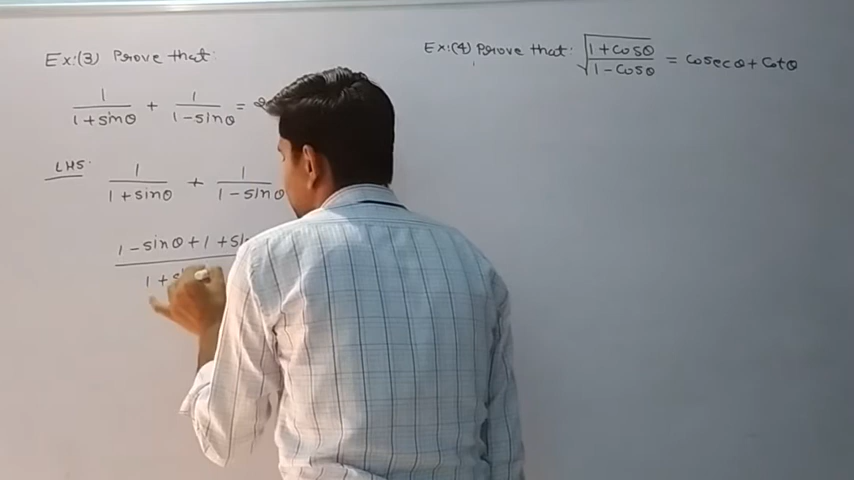 Ex:(3) Prove that:
1/(1+sinθ) + 1/(1-sinθ) =
LHS: 1/(1+sinθ) + 1/(1-sinθ)
1-sinθ+1+
1+
Ex:(4) Prove that: √((1+cosθ)/(1-cosθ)) = cosecθ+cotθ